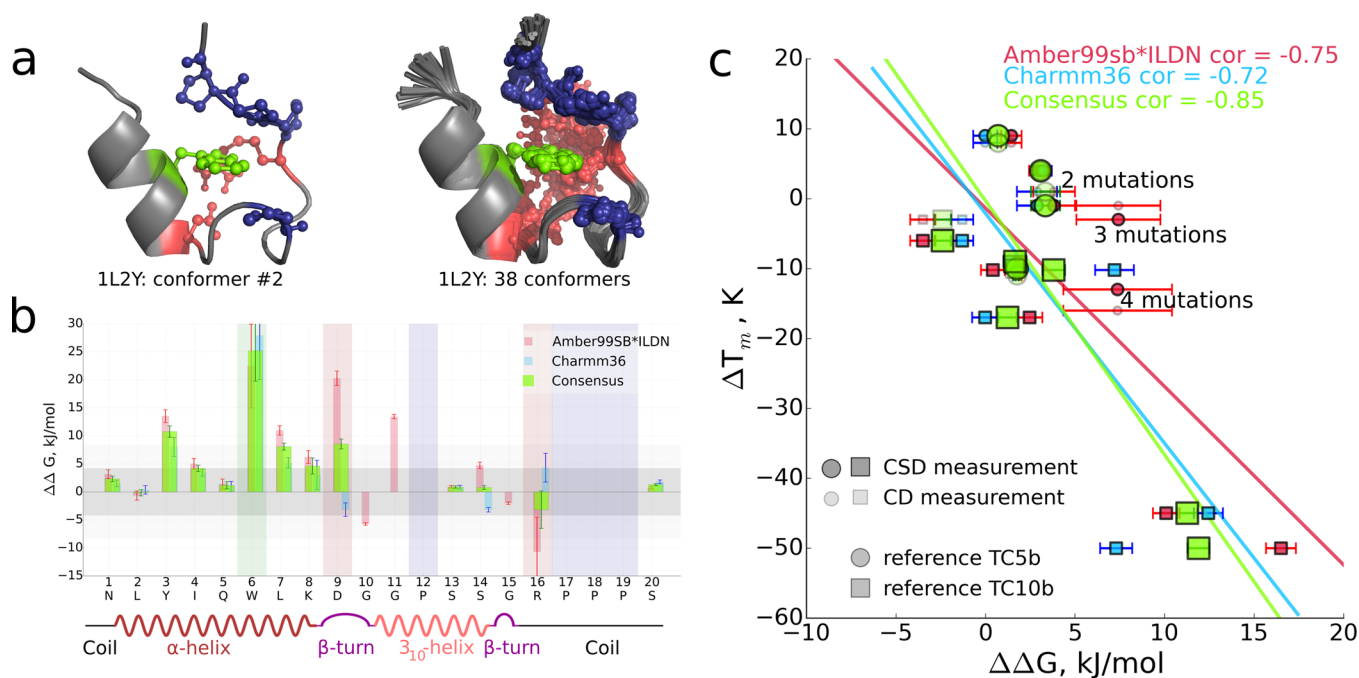 a
1L2Y: conformer #2
1L2Y: 38 conformers
b
ΔΔ G, kJ/mol
30
25
20
15
10
5
0
−5
−10
−15
Amber99SB*ILDN
Charmm36
Consensus
1 2 3 4 5 6 7 8 9 10 11 12 13 14 15 16 17 18 19 20
N L Y I Q W L K D G G P S S G R P P P S
Coil α-helix β-turn 3₁₀-helix β-turn Coil
c
Amber99sb*ILDN cor = -0.75
Charmm36 cor = -0.72
Consensus cor = -0.85
ΔTₘ , K
20
10
0
−10
−20
−30
−40
−50
−60
2 mutations
3 mutations
4 mutations
CSD measurement
CD measurement
reference TC5b
reference TC10b
−10 −5 0 5 10 15 20
ΔΔG, kJ/mol